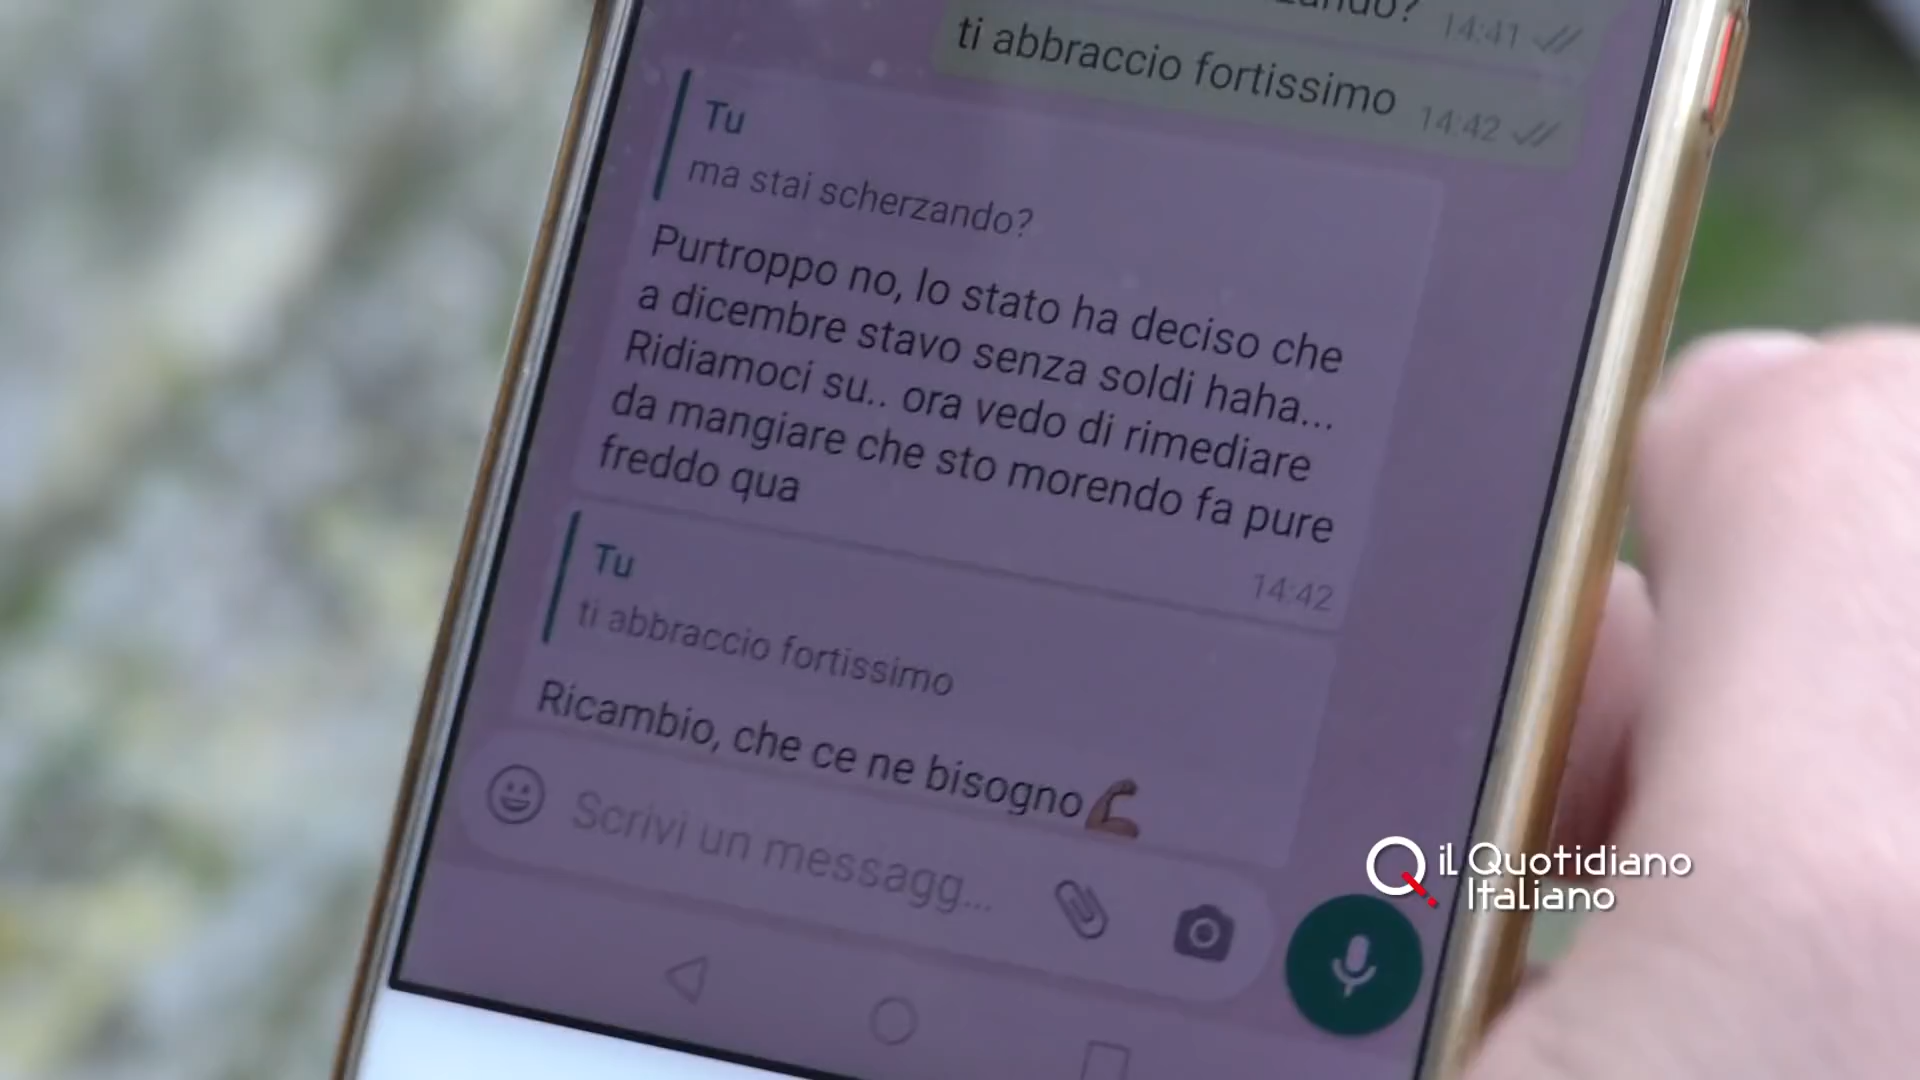 14:41
ti abbraccio fortissimo 14:42
Tu
ma stai scherzando?
Purtroppo no, lo stato ha deciso che
a dicembre stavo senza soldi haha...
Ridiamoci su.. ora vedo di rimediare
da mangiare che sto morendo fa pure
freddo qua
14:42
Tu
ti abbraccio fortissimo
Ricambio, che ce ne bisogno💪🏽
Scrivi un messagg...
il Quotidiano
Italiano